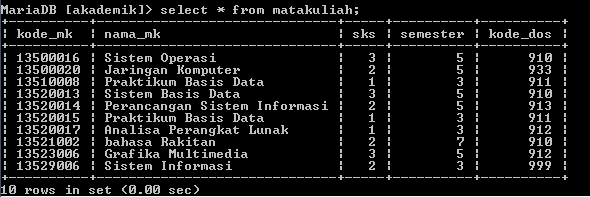 MariaDB [akademik]> select * from matakuliah;
+----------+------------------------------+------+----------+----------+
¦ kode_mk ¦ nama_mk ¦ sks ¦ semester ¦ kode_dos ¦
+----------+------------------------------+------+----------+----------+
¦ 13500016 ¦ Sistem Operasi ¦ 3 ¦ 5 ¦ 910 ¦
¦ 13500020 ¦ Jaringan Komputer ¦ 2 ¦ 5 ¦ 933 ¦
¦ 13510008 ¦ Praktikum Basis Data ¦ 1 ¦ 3 ¦ 911 ¦
¦ 13520013 ¦ Sistem Basis Data ¦ 3 ¦ 5 ¦ 910 ¦
¦ 13520014 ¦ Perancangan Sistem Informasi ¦ 2 ¦ 5 ¦ 913 ¦
¦ 13520015 ¦ Praktikum Basis Data ¦ 1 ¦ 3 ¦ 911 ¦
¦ 13520017 ¦ Analisa Perangkat Lunak ¦ 1 ¦ 3 ¦ 912 ¦
¦ 13521002 ¦ bahasa Rakitan ¦ 2 ¦ 7 ¦ 910 ¦
¦ 13523006 ¦ Grafika Multimedia ¦ 3 ¦ 5 ¦ 912 ¦
¦ 13529006 ¦ Sistem Informasi ¦ 2 ¦ 3 ¦ 999 ¦
+----------+------------------------------+------+----------+----------+
10 rows in set (0.00 sec)